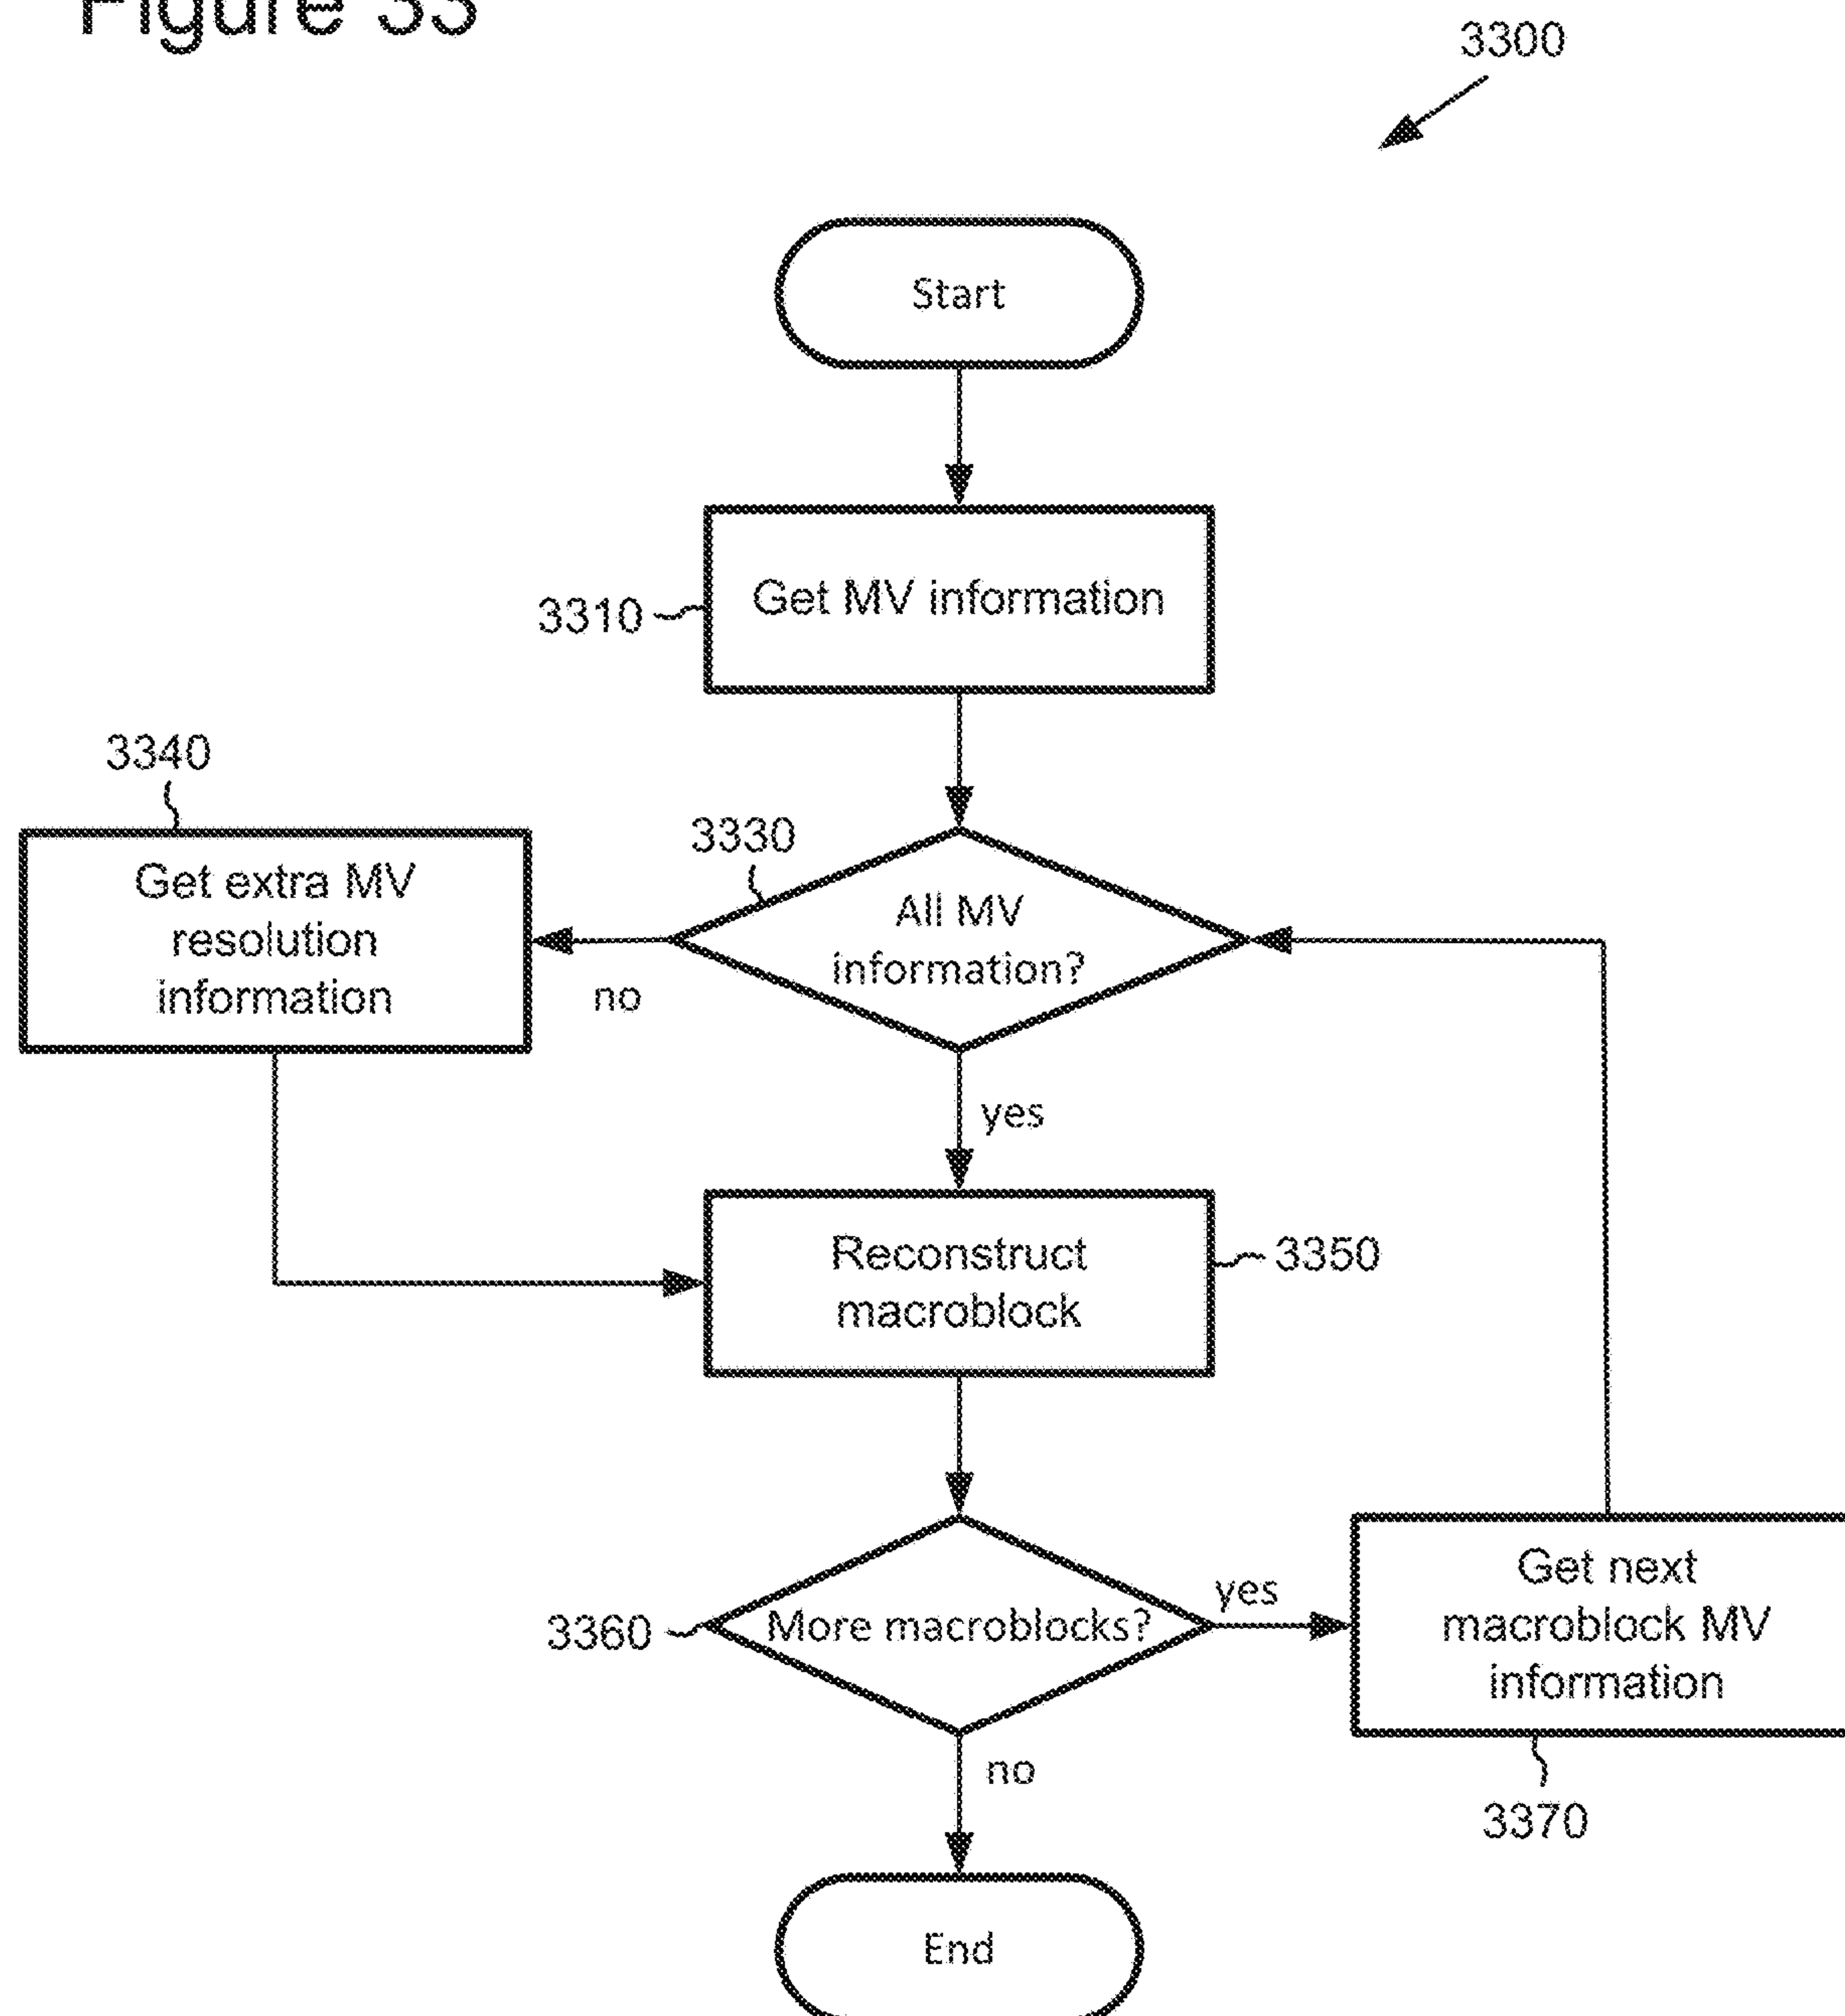 Figure 33
3300
Start
3310
Get MV information
3340
Get extra MV
resolution
information
3330
All MV
information?
no
yes
Reconstruct
macroblock
3350
3360
More macroblocks?
yes
Get next
macroblock MV
information
3370
no
End